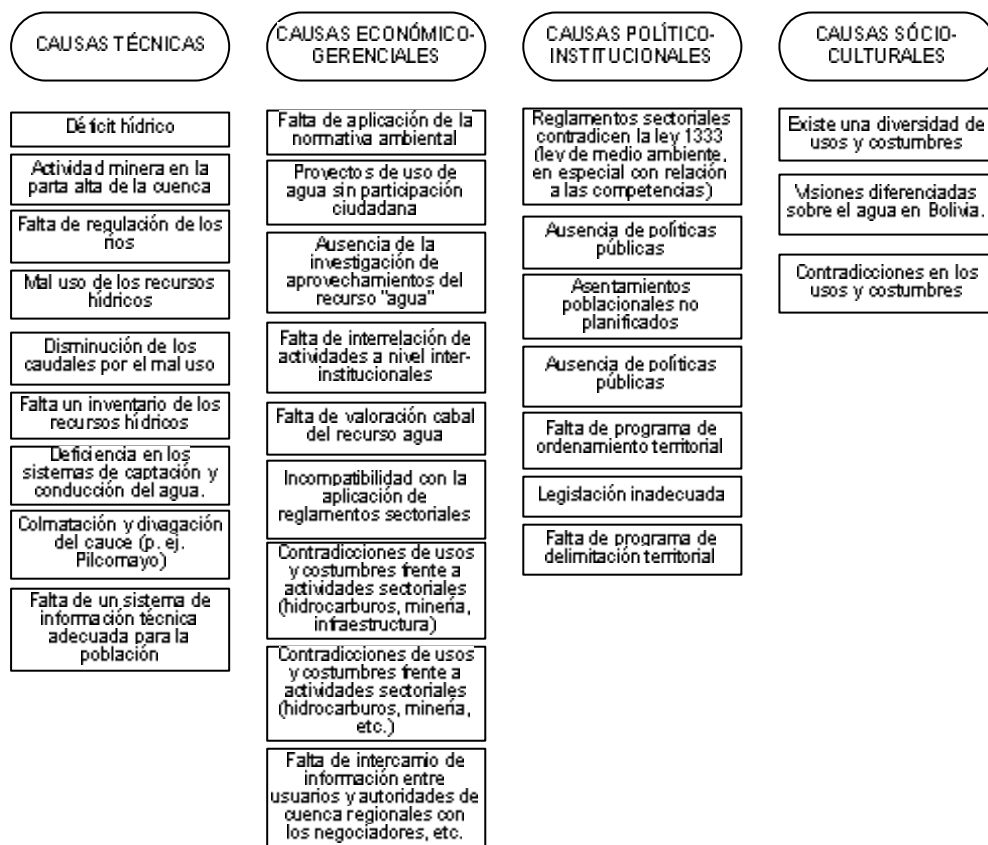 CAUSAS TÉCNICAS
Déficit hídrico
Actividad minera en la
parta alta de la cuenca
Falta de regulación de los
ríos
Mal uso de los recursos
hídricos
Disminución de los
caudales por el mal uso
Falta un inventario de los
recursos hídricos
Deficiencia en los
sistemas de captación y
conducción del agua.
Colmatación y divagación
del cauce (p. ej.
Pilcomayo)
Falta de un sistema de
información técnica
adecuada para la
población
CAUSAS ECONÓMICO-
GERENCIALES
Falta de aplicación de la
normativa ambiental
Proyectos de uso de
agua sin participación
ciudadana
Ausencia de la
investigación de
aprovechamientos del
recurso "agua"
Falta de interrelación de
actividades a nivel inter-
institucionales
Falta de valoración cabal
del recurso agua
Incompatibilidad con la
aplicación de
reglamentos sectoriales
Contradicciones de usos
y costumbres frente a
actividades sectoriales
(hidrocarburos, minería,
infraestructura)
Contradicciones de usos
y costumbres frente a
actividades sectoriales
(hidrocarburos, minería,
etc.)
Falta de intercamio de
información entre
usuarios y autoridades de
cuenca regionales con
los negociadores, etc.
CAUSAS POLÍTICO-
INSTITUCIONALES
Reglamentos sectoriales
contradicen la ley 1333
(ley de medio ambiente,
en especial con relación
a las competencias)
Ausencia de políticas
públicas
Asentamientos
poblacionales no
planificados
Ausencia de políticas
públicas
Falta de programa de
ordenamiento territorial
Legislación inadecuada
Falta de programa de
delimitación territorial
CAUSAS SÓCIO-
CULTURALES
Existe una diversidad de
usos y costumbres
Visiones diferenciadas
sobre el agua en Bolivia.
Contradicciones en los
usos y costumbres